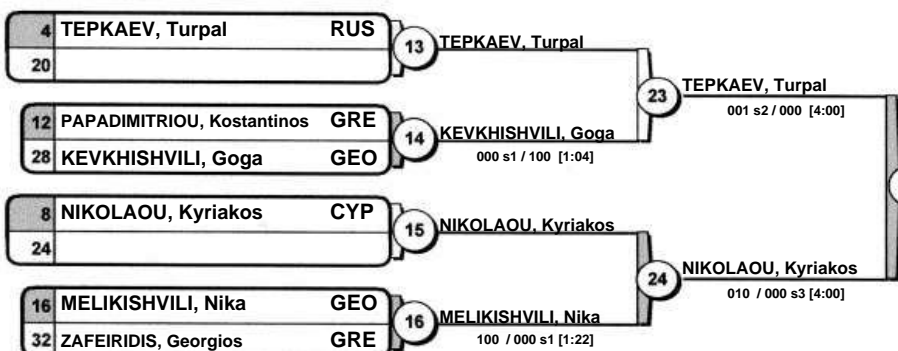 4 TEPKAEV, Turpal RUS
20
13 TEPKAEV, Turpal
12 PAPADIMITRIOU, Kostantinos GRE
28 KEVKHISHVILI, Goga GEO
14 KEVKHISHVILI, Goga
000 s1 / 100 [1:04]
23 TEPKAEV, Turpal
001 s2 / 000 [4:00]
8 NIKOLAOU, Kyriakos CYP
24
15 NIKOLAOU, Kyriakos
16 MELIKISHVILI, Nika GEO
32 ZAFEIRIDIS, Georgios GRE
16 MELIKISHVILI, Nika
100 / 000 s1 [1:22]
24 NIKOLAOU, Kyriakos
010 / 000 s3 [4:00]